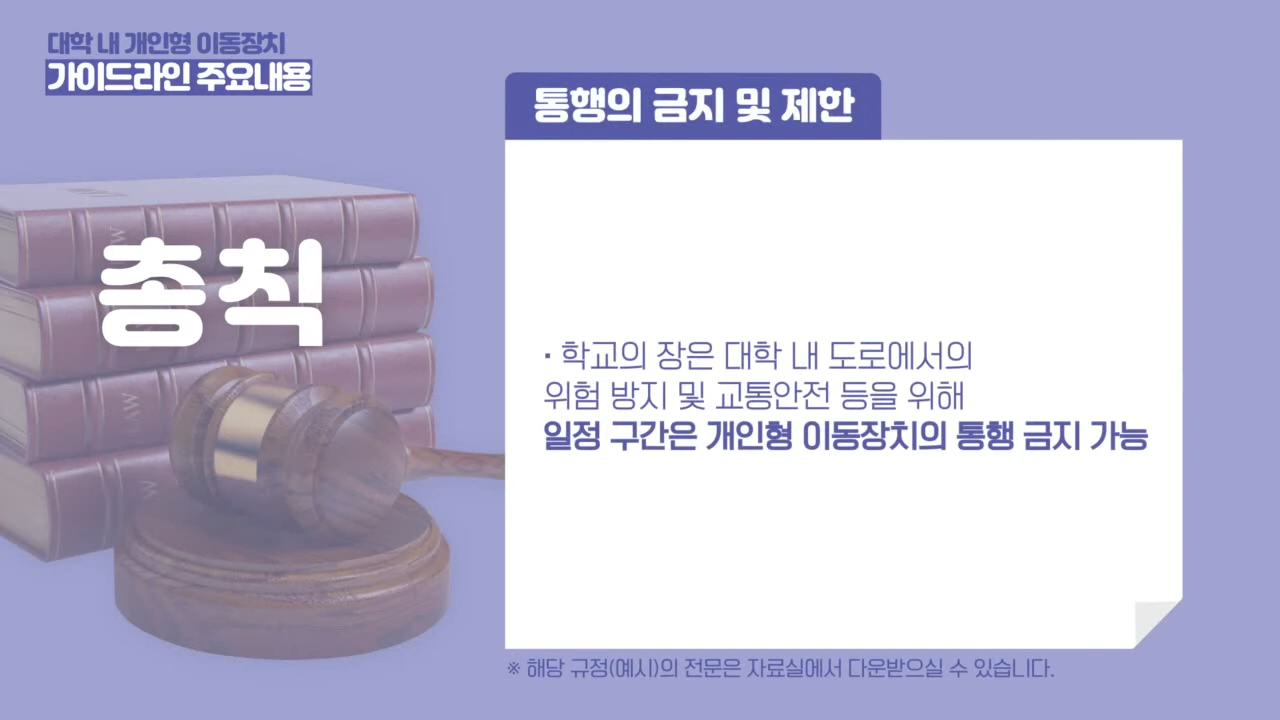 대학 내 개인형 이동장치
가이드라인 주요내용
통행의 금지 및 제한
총칙
· 학교의 장은 대학 내 도로에서의
위험 방지 및 교통안전 등을 위해
일정 구간은 개인형 이동장치의 통행 금지 가능
※ 해당 규정(예시)의 전문은 자료실에서 다운받으실 수 있습니다.
LAW